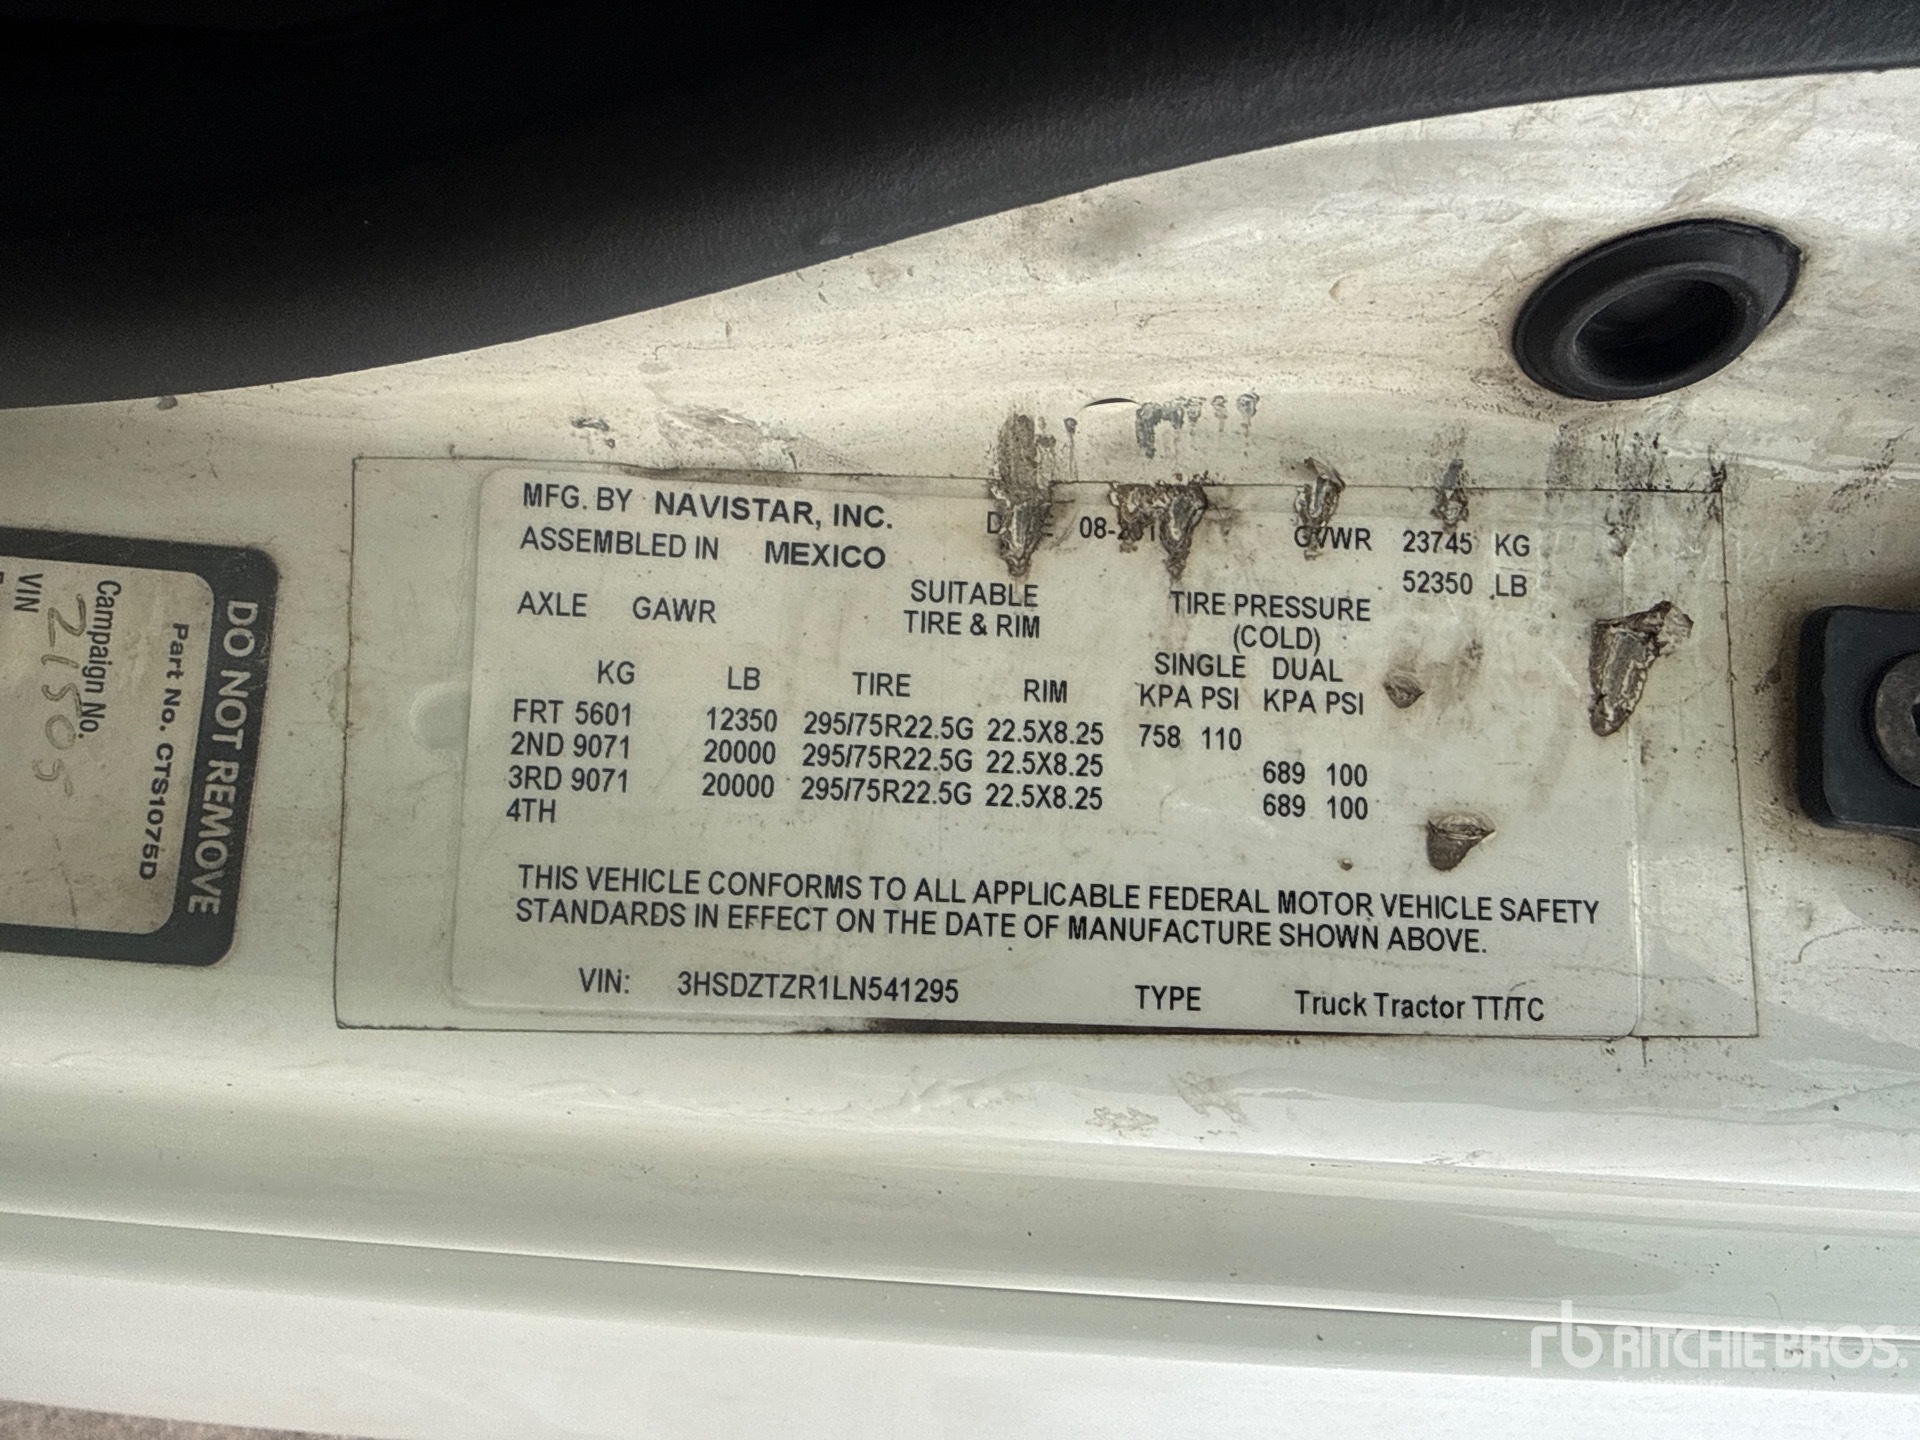 MFG. BY NAVISTAR, INC. GVWR 23745 KG
ASSEMBLED IN MEXICO 52350 LB
AXLE GAWR SUITABLE TIRE & RIM TIRE PRESSURE (COLD)
SINGLE DUAL
KG LB TIRE RIM KPA PSI KPA PSI
FRT 5601 12350 295/75R22.5G 22.5X8.25 758 110
2ND 9071 20000 295/75R22.5G 22.5X8.25 689 100
3RD 9071 20000 295/75R22.5G 22.5X8.25 689 100
4TH
THIS VEHICLE CONFORMS TO ALL APPLICABLE FEDERAL MOTOR VEHICLE SAFETY
STANDARDS IN EFFECT ON THE DATE OF MANUFACTURE SHOWN ABOVE.
VIN: 3HSDZTZR1LN541295 TYPE Truck Tractor TT/TC
DO NOT REMOVE
Part No. CTS1075D
Campaign No.
21505
VIN
rb RITCHIE BROS.
Auctioneers